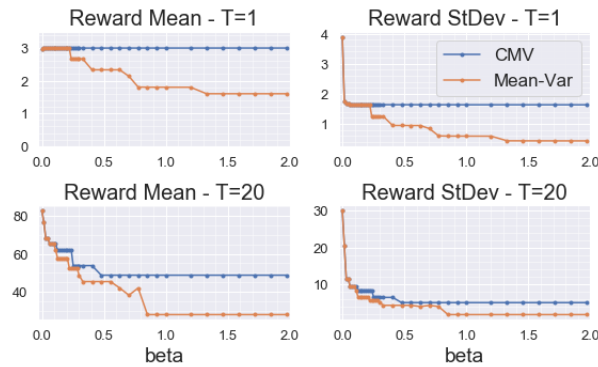 Reward Mean - T=1
Reward StDev - T=1
3
2
1
0
0.0 0.5 1.0 1.5 2.0
4
3
2
1
0.0 0.5 1.0 1.5 2.0
CMV
Mean-Var
Reward Mean - T=20
Reward StDev - T=20
80
60
40
0.0 0.5 1.0 1.5 2.0
30
20
10
0.0 0.5 1.0 1.5 2.0
beta
beta